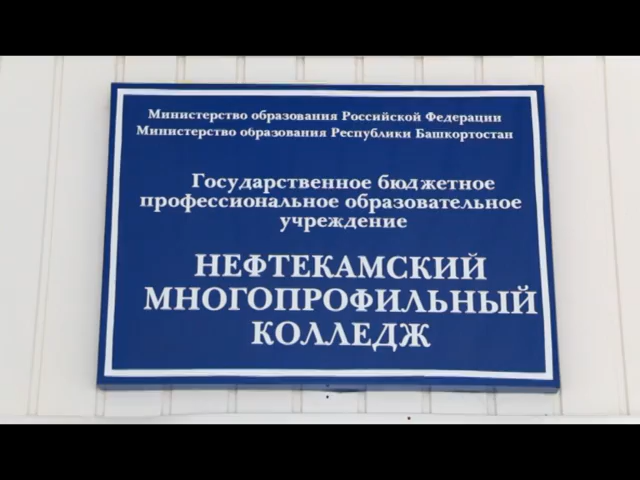 Министерство образования Российской Федерации
Министерство образования Республики Башкортостан
Государственное бюджетное
профессиональное образовательное
учреждение
НЕФТЕКАМСКИЙ
МНОГОПРОФИЛЬНЫЙ
КОЛЛЕДЖ